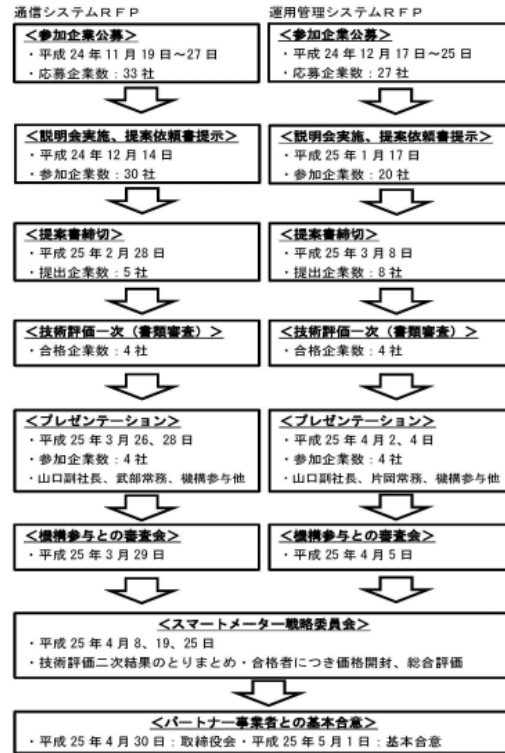 通信システムＲＦＰ
＜参加企業公募＞
・平成 24 年 11 月 19 日～27 日
・応募企業数：33 社
＜説明会実施、提案依頼書提示＞
・平成 24 年 12 月 14 日
・参加企業数：30 社
＜提案書締切＞
・平成 25 年 2 月 28 日
・提出企業数：5 社
＜技術評価一次（書類審査）＞
・合格企業数：4 社
＜プレゼンテーション＞
・平成 25 年 3 月 26、28 日
・参加企業数：4 社
・山口副社長、武部常務、機構参与他
＜機構参与との審査会＞
・平成 25 年 3 月 29 日
運用管理システムＲＦＰ
＜参加企業公募＞
・平成 24 年 12 月 17 日～25 日
・応募企業数：27 社
＜説明会実施、提案依頼書提示＞
・平成 25 年 1 月 17 日
・参加企業数：20 社
＜提案書締切＞
・平成 25 年 3 月 8 日
・提出企業数：8 社
＜技術評価一次（書類審査）＞
・合格企業数：4 社
＜プレゼンテーション＞
・平成 25 年 4 月 2、4 日
・参加企業数：4 社
・山口副社長、片岡常務、機構参与他
＜機構参与との審査会＞
・平成 25 年 4 月 5 日
＜スマートメーター戦略委員会＞
・平成 25 年 4 月 8、19、25 日
・技術評価二次結果のとりまとめ・合格者につき価格開封、総合評価
＜パートナー事業者との基本合意＞
・平成 25 年 4 月 30 日：取締役会・平成 25 年 5 月 1 日：基本合意